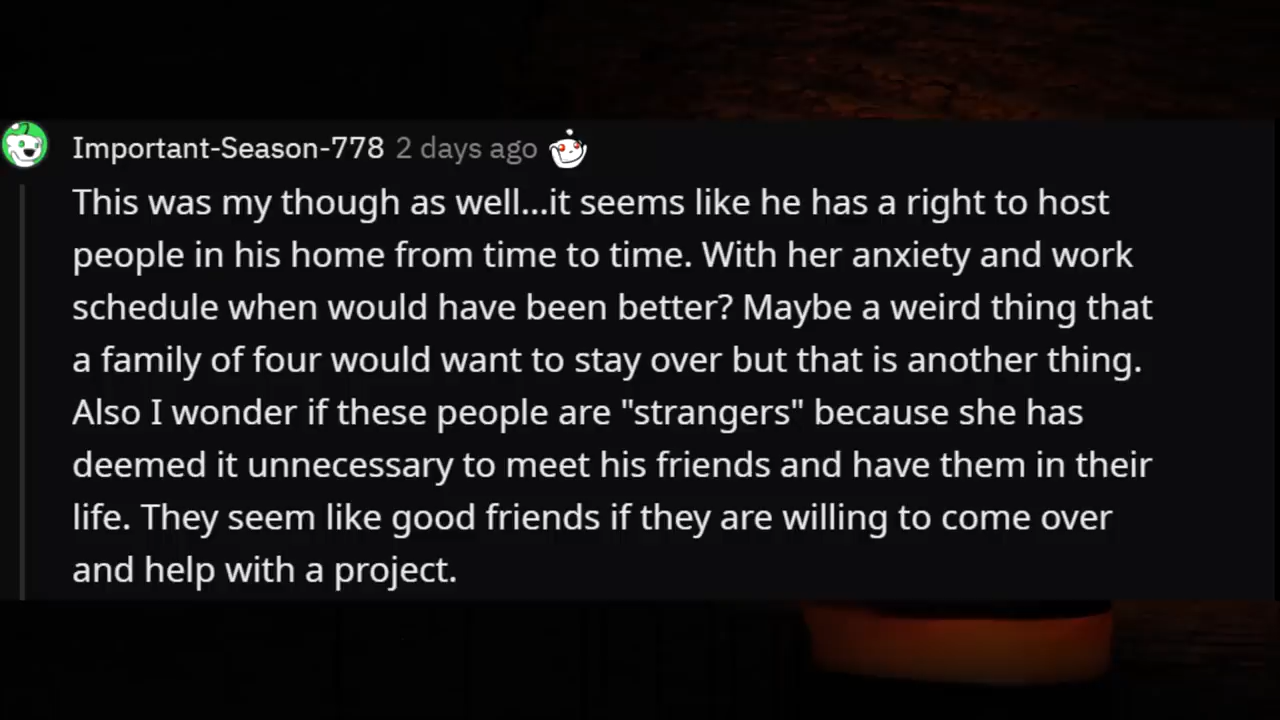 Important-Season-778 2 days ago
This was my though as well...it seems like he has a right to host
people in his home from time to time. With her anxiety and work
schedule when would have been better? Maybe a weird thing that
a family of four would want to stay over but that is another thing.
Also I wonder if these people are "strangers" because she has
deemed it unnecessary to meet his friends and have them in their
life. They seem like good friends if they are willing to come over
and help with a project.